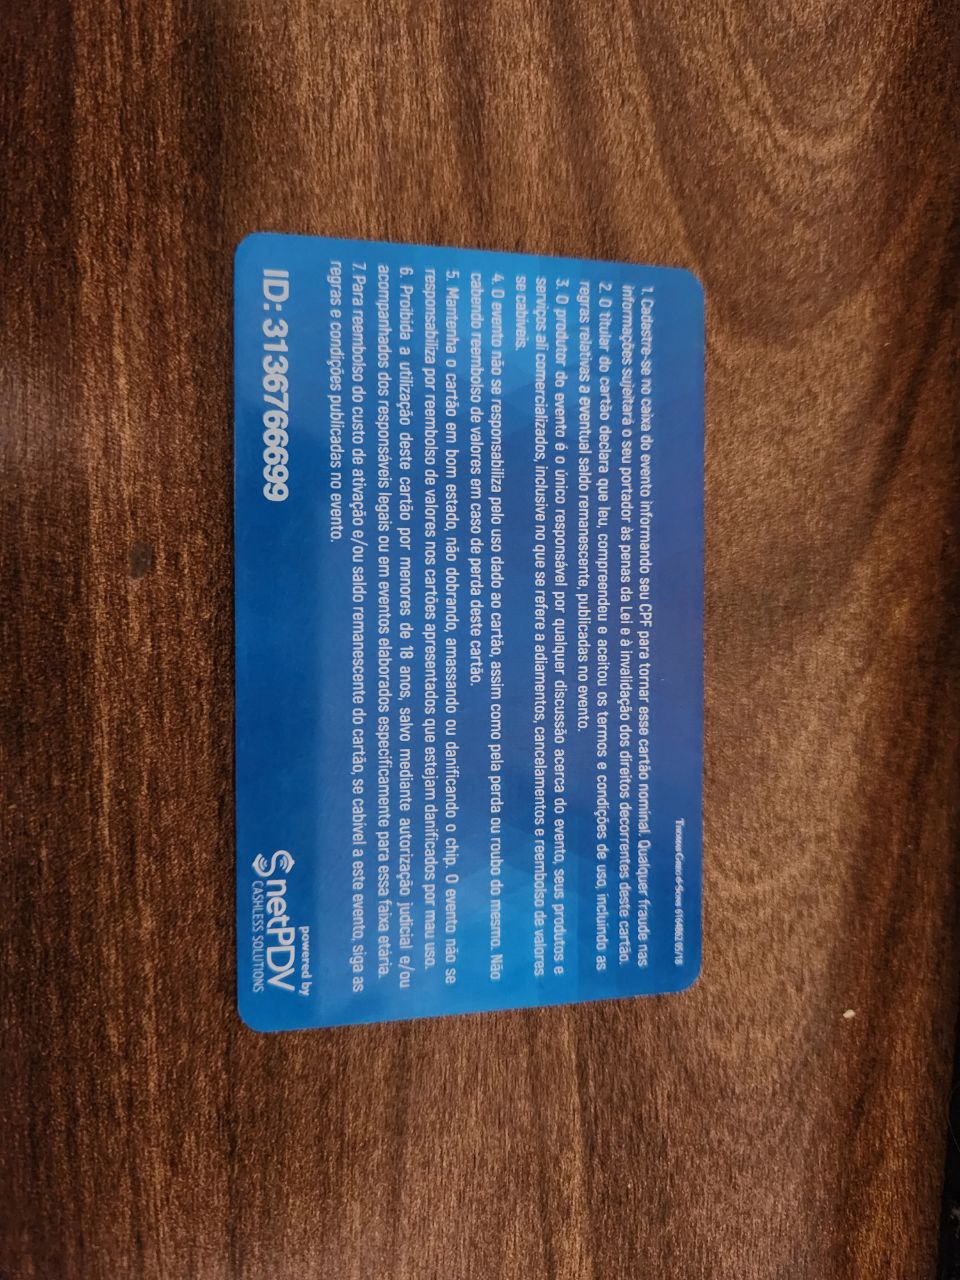 Thomas Greg & Sons 6164862 05/18
1. Cadastre-se no caixa do evento informando seu CPF para tornar esse cartão nominal. Qualquer fraude nas
informações sujeitará o seu portador às penas da Lei e à invalidação dos direitos decorrentes deste cartão.
2. O titular do cartão declara que leu, compreendeu e aceitou os termos e condições de uso, incluindo as
regras relativas a eventual saldo remanescente, publicadas no evento.
3. O produtor do evento é o único responsável por qualquer discussão acerca do evento, seus produtos e
serviços ali comercializados, inclusive no que se refere a adiamentos, cancelamentos e reembolso de valores
se cabíveis.
4. O evento não se responsabiliza pelo uso dado ao cartão, assim como pela perda ou roubo do mesmo. Não
cabendo reembolso de valores em caso de perda deste cartão.
5. Mantenha o cartão em bom estado, não dobrando, amassando ou danificando o chip. O evento não se
responsabiliza por reembolso de valores nos cartões apresentados que estejam danificados por mau uso.
6. Proibida a utilização deste cartão por menores de 18 anos, salvo mediante autorização judicial e/ou
acompanhados dos responsáveis legais ou em eventos elaborados especificamente para essa faixa etária.
7. Para reembolso do custo de ativação e/ou saldo remanescente do cartão, se cabível a este evento, siga as
regras e condições publicadas no evento.
ID: 3136766699
powered by
netPDV
CASHLESS SOLUTIONS